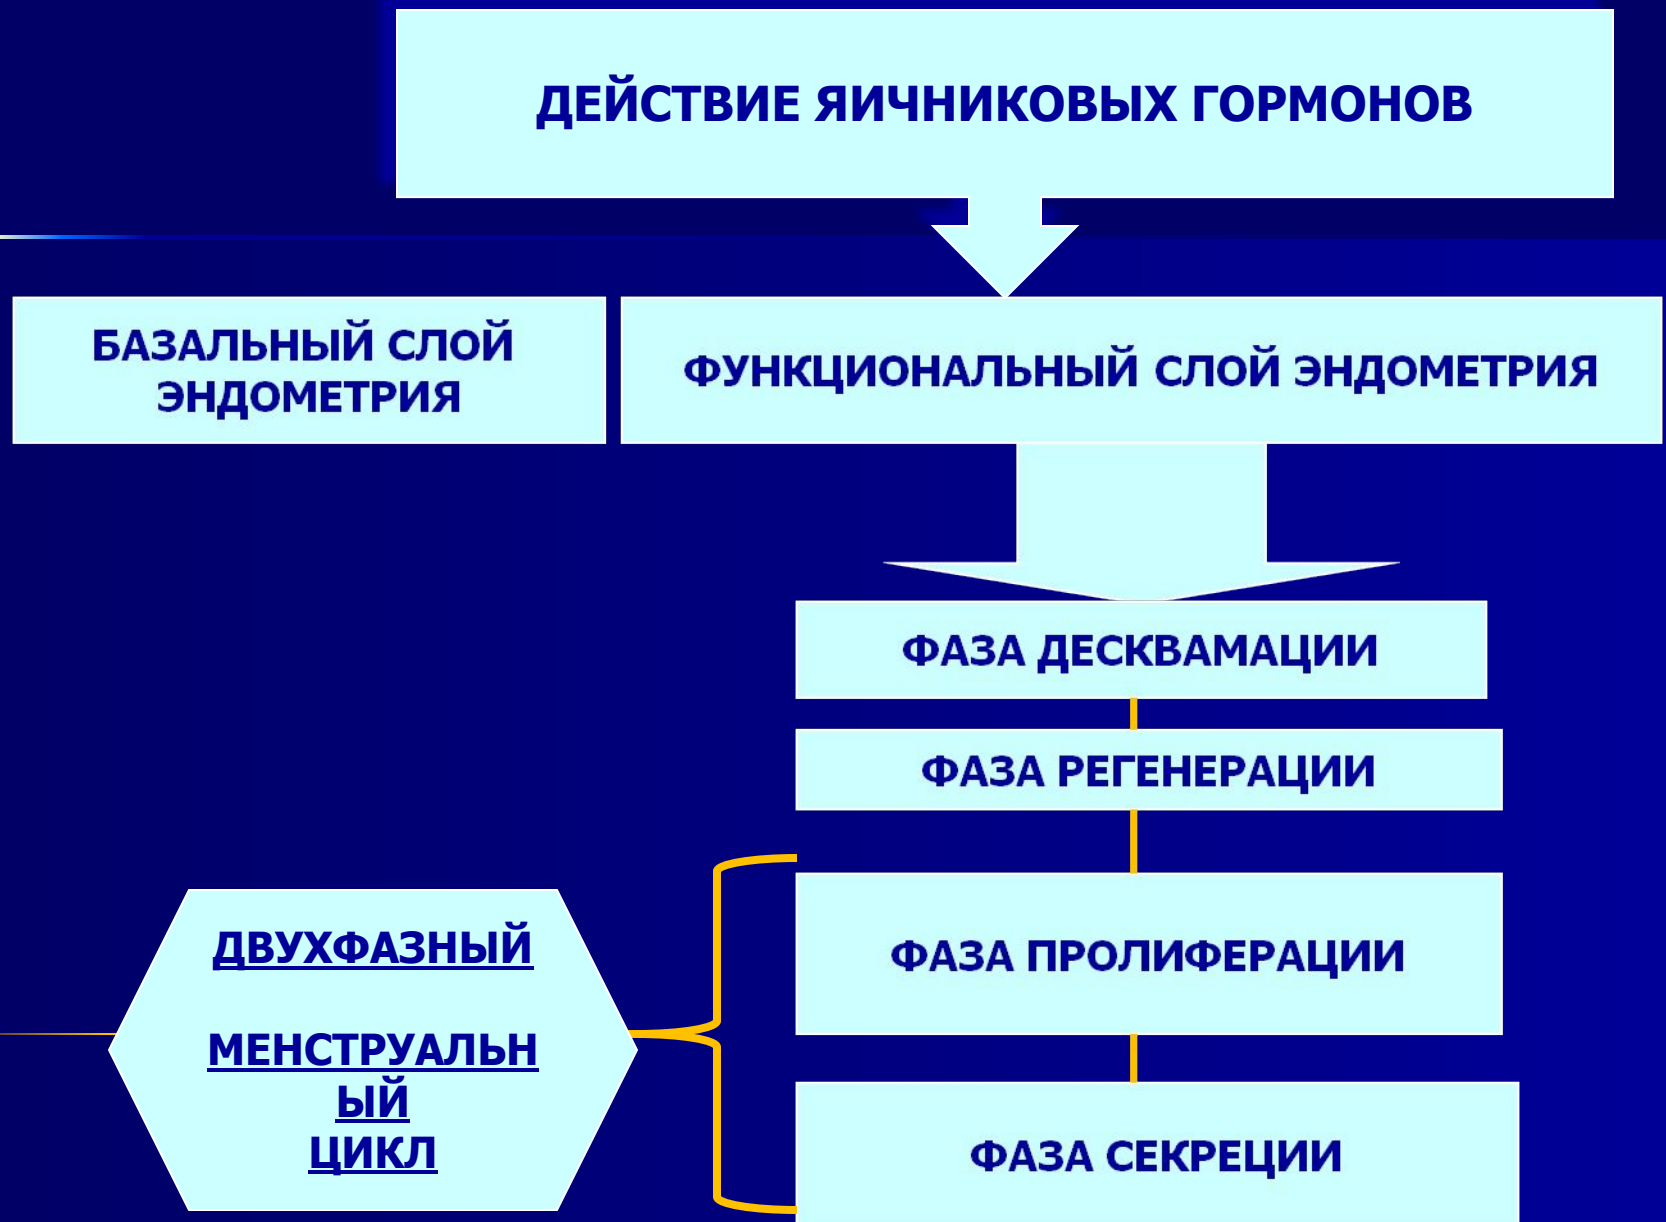 ДЕЙСТВИЕ ЯИЧНИКОВЫХ ГОРМОНОВ
БАЗАЛЬНЫЙ СЛОЙ
ЭНДОМЕТРИЯ
ФУНКЦИОНАЛЬНЫЙ СЛОЙ ЭНДОМЕТРИЯ
ФАЗА ДЕСКВАМАЦИИ
ФАЗА РЕГЕНЕРАЦИИ
ФАЗА ПРОЛИФЕРАЦИИ
ФАЗА СЕКРЕЦИИ
ДВУХФАЗНЫЙ
МЕНСТРУАЛЬН
ЫЙ
ЦИКЛ